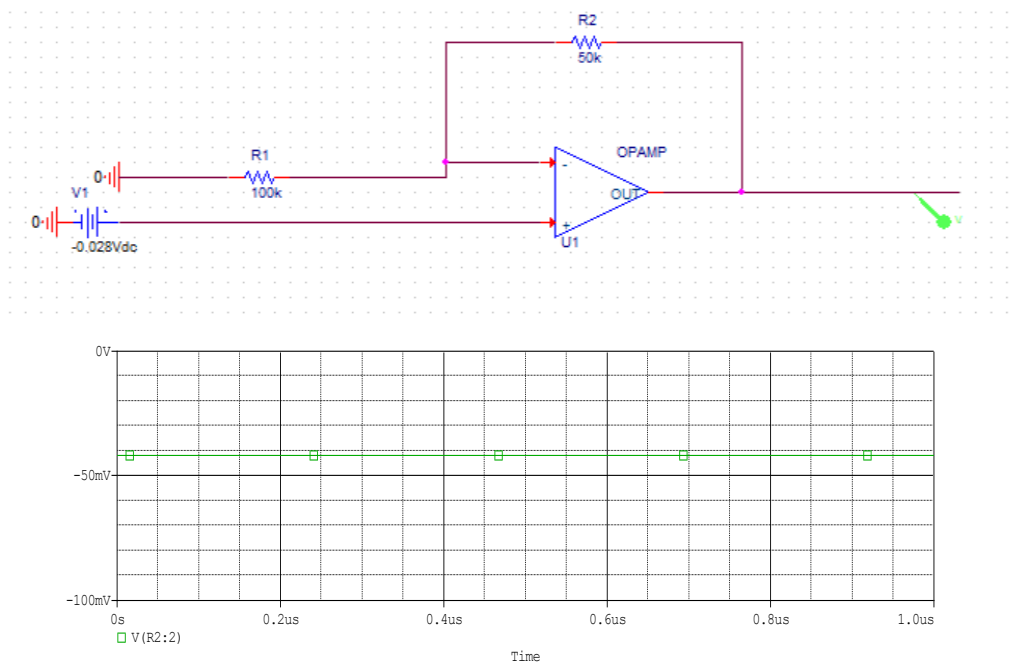 R2
50k
R1
100k
0
V1
0
-0.028Vdc
OPAMP
-
OUT
+
U1
V
0V
-50mV
-100mV
0s 0.2us 0.4us 0.6us 0.8us 1.0us
V(R2:2)
Time